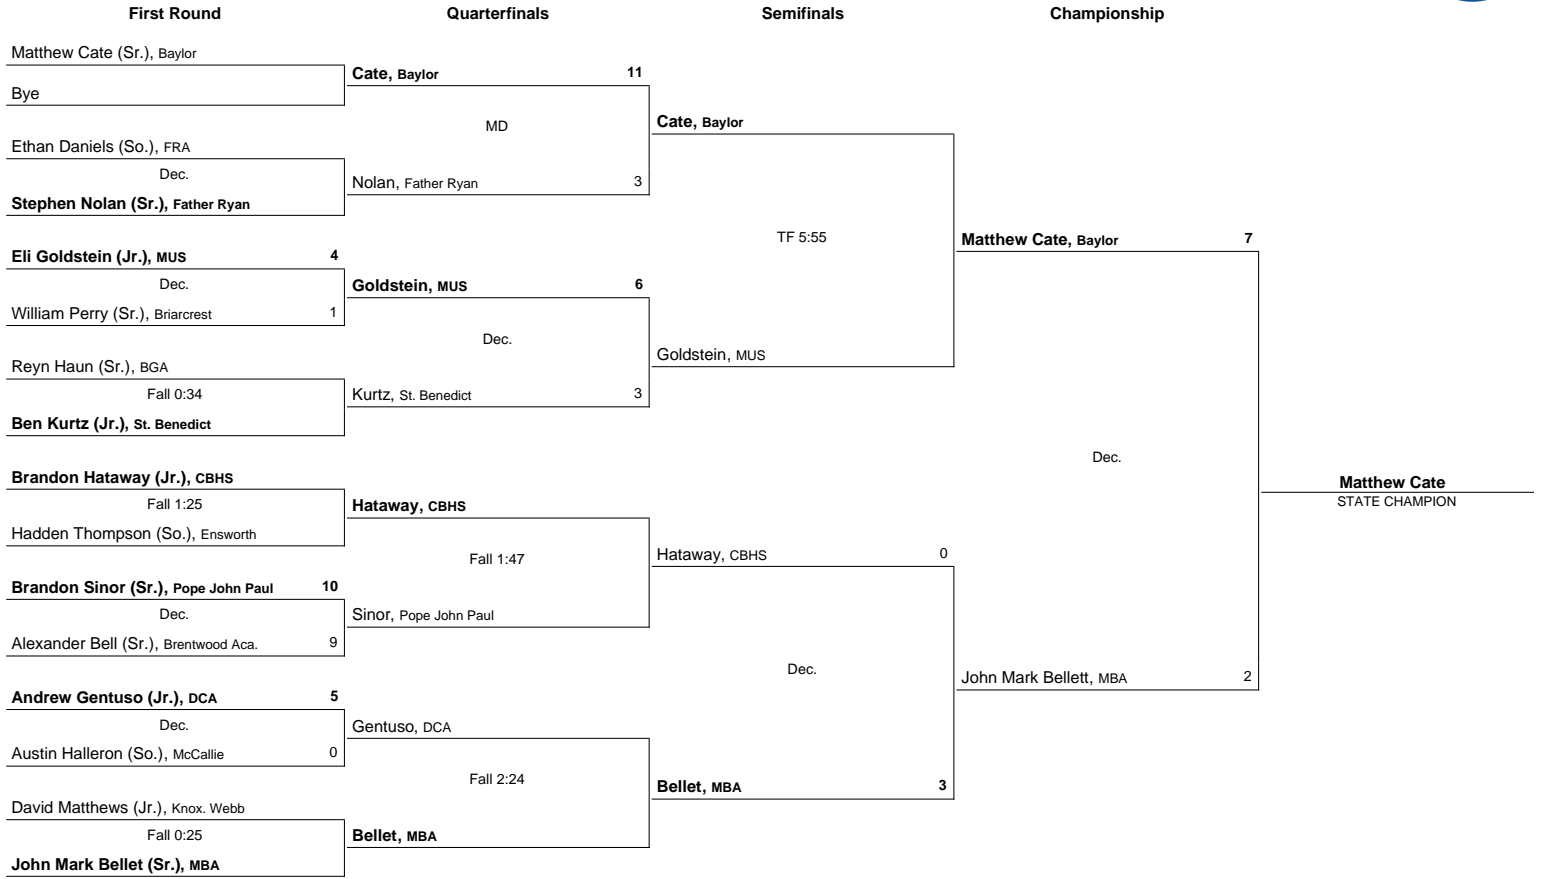 First Round Quarterfinals Semifinals Championship
Matthew Cate (Sr.), Baylor
Bye
Ethan Daniels (So.), FRA
Dec.
Stephen Nolan (Sr.), Father Ryan
Eli Goldstein (Jr.), MUS 4
Dec.
William Perry (Sr.), Briarcrest 1
Reyn Haun (Sr.), BGA
Fall 0:34
Ben Kurtz (Jr.), St. Benedict
Brandon Hataway (Jr.), CBHS
Fall 1:25
Hadden Thompson (So.), Ensworth
Brandon Sinor (Sr.), Pope John Paul 10
Dec.
Alexander Bell (Sr.), Brentwood Aca. 9
Andrew Gentuso (Jr.), DCA 5
Dec.
Austin Halleron (So.), McCallie 0
David Matthews (Jr.), Knox. Webb
Fall 0:25
John Mark Bellet (Sr.), MBA
Cate, Baylor 11
MD
Nolan, Father Ryan 3
Goldstein, MUS 6
Dec.
Kurtz, St. Benedict 3
Hataway, CBHS
Fall 1:47
Sinor, Pope John Paul
Gentuso, DCA
Fall 2:24
Bellet, MBA
Cate, Baylor
TF 5:55
Goldstein, MUS
Hataway, CBHS 0
Dec.
Bellet, MBA 3
Matthew Cate, Baylor 7
Dec.
John Mark Bellett, MBA 2
Matthew Cate
STATE CHAMPION